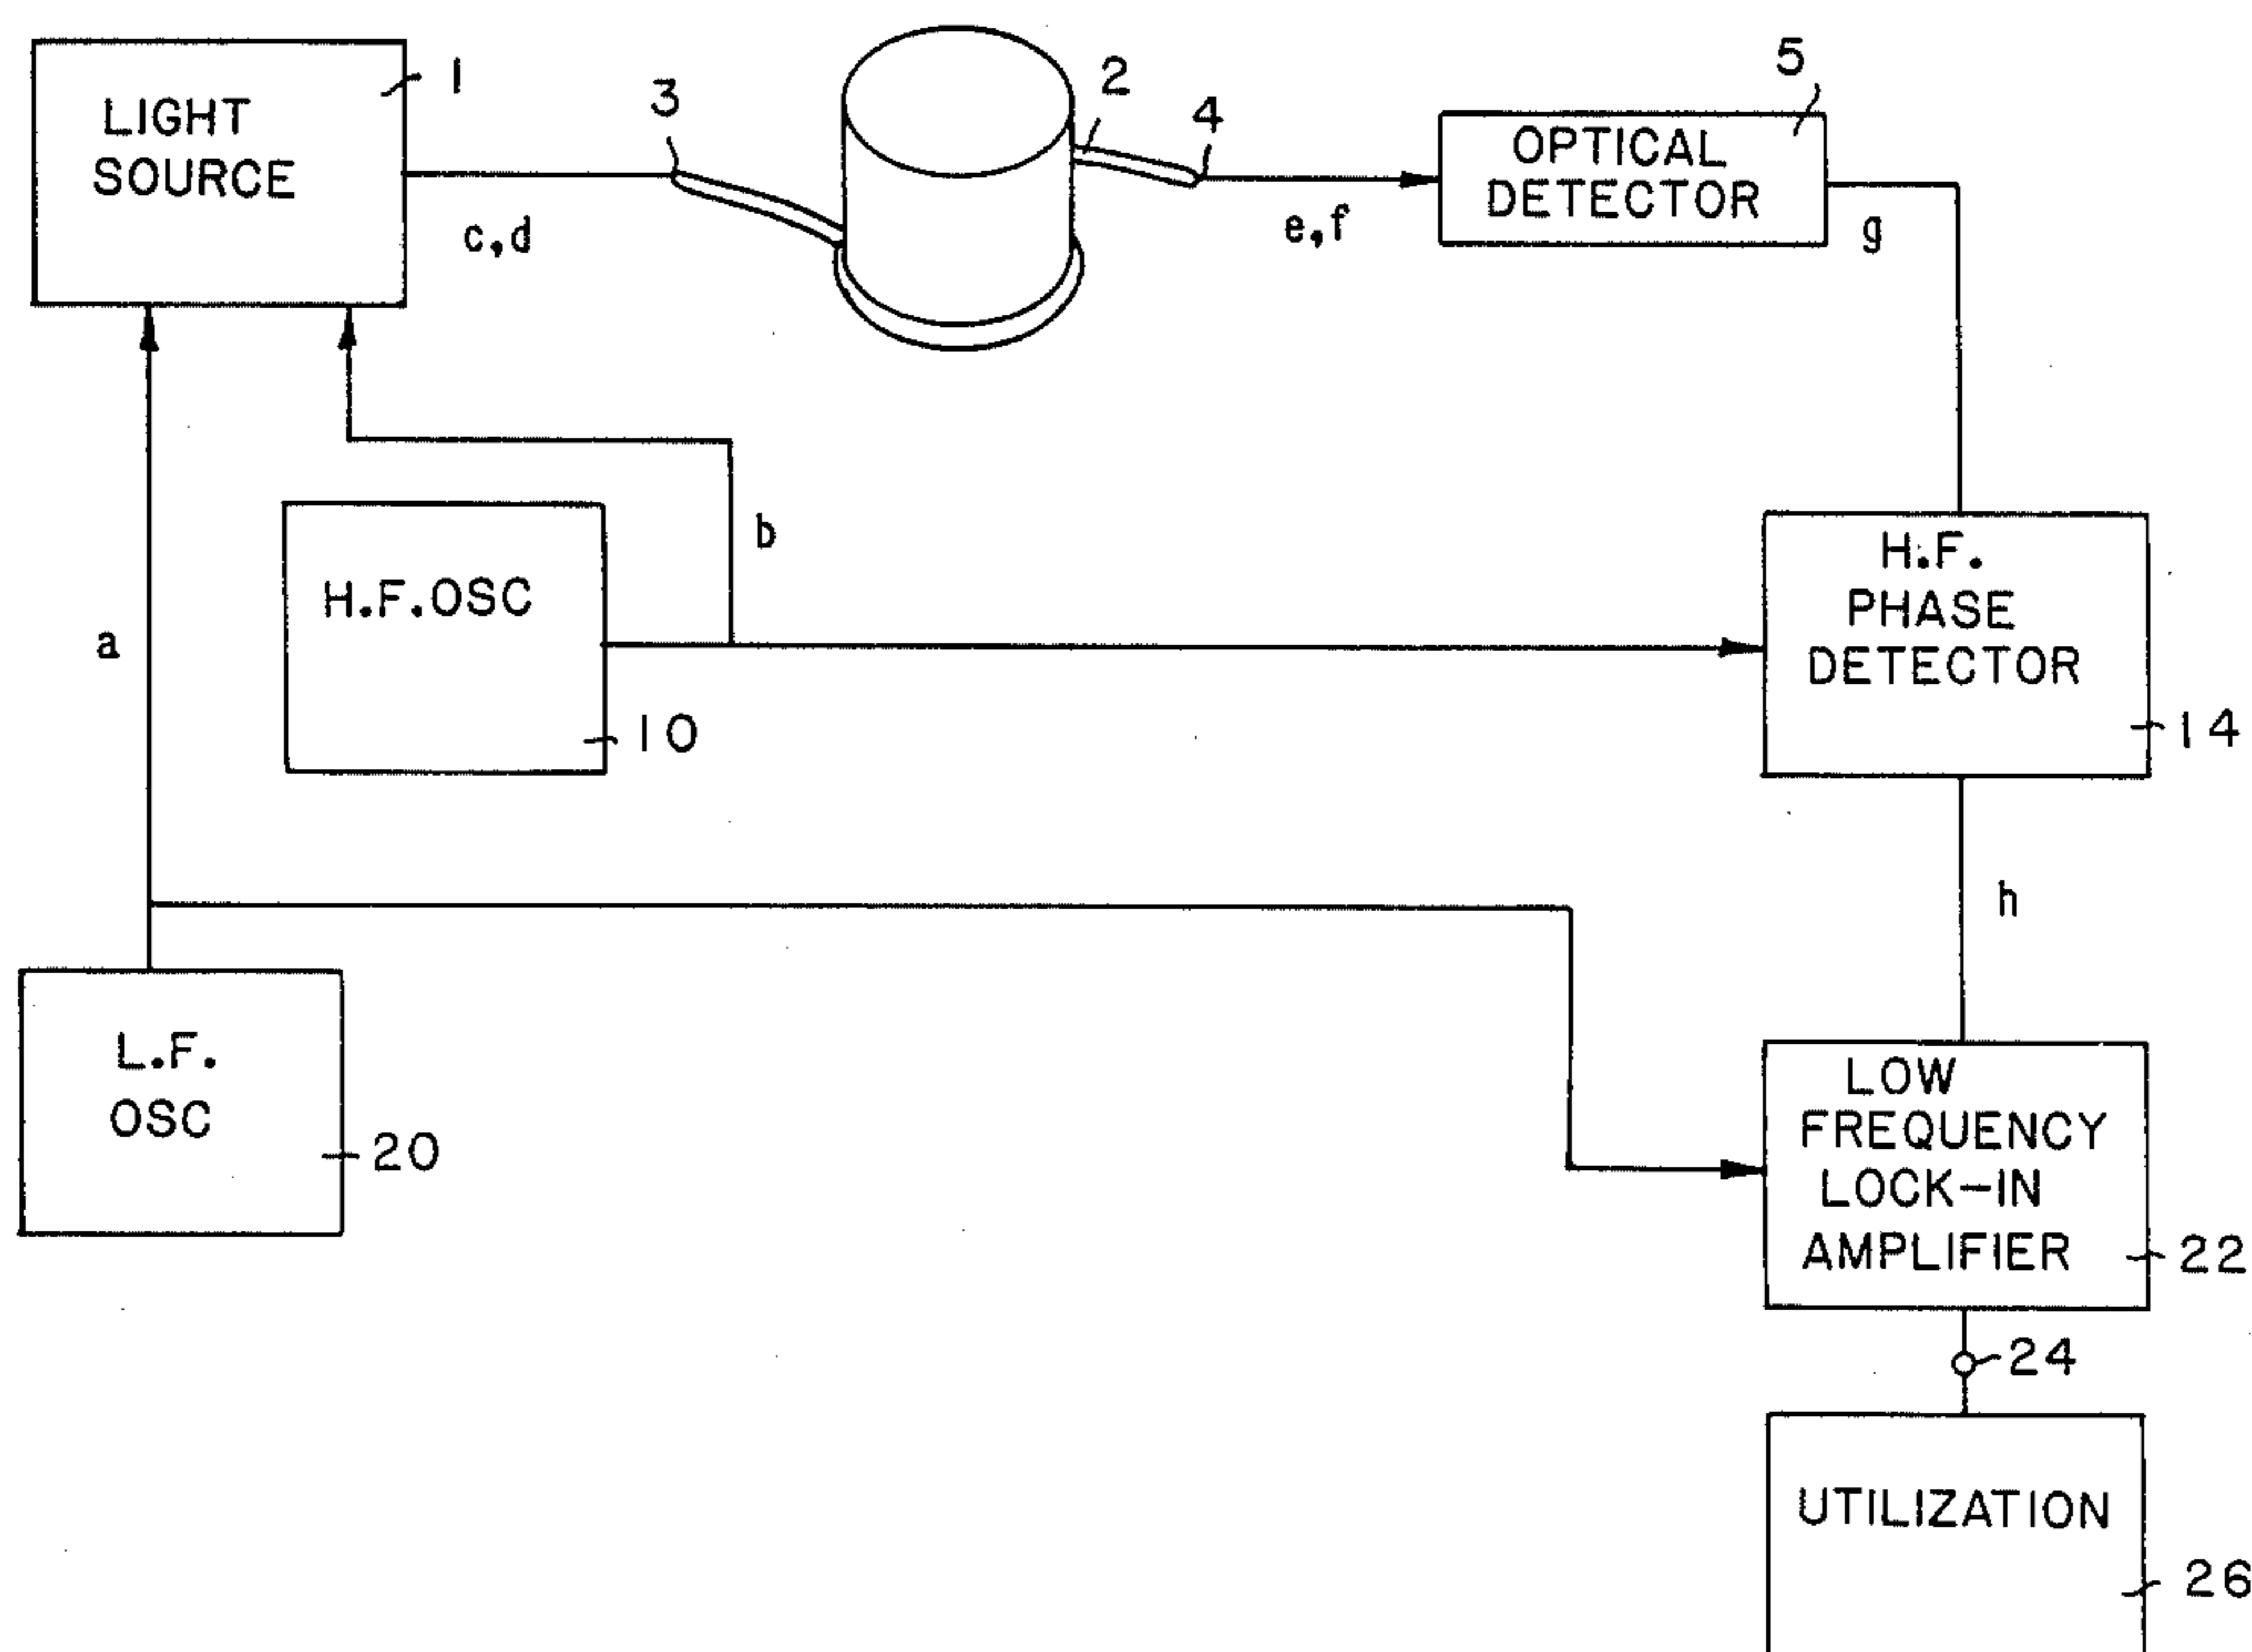 LIGHT
SOURCE
1
3
2
4
5
OPTICAL
DETECTOR
c,d
e,f
g
b
H.F.OSC
10
a
H.F.
PHASE
DETECTOR
14
h
L.F.
OSC
20
LOW
FREQUENCY
LOCK-IN
AMPLIFIER
22
24
UTILIZATION
26